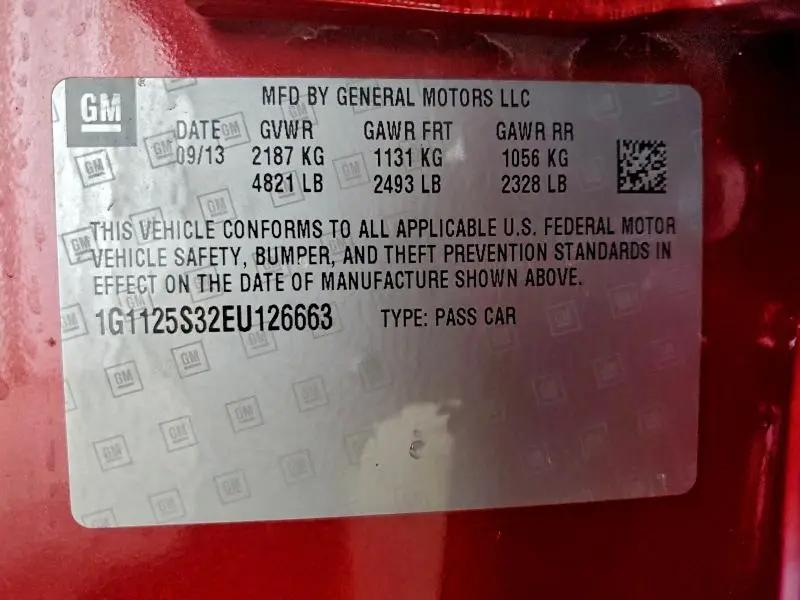 GM
MFD BY GENERAL MOTORS LLC
DATE GVWR GAWR FRT GAWR RR
09/13 2187 KG 1131 KG 1056 KG
4821 LB 2493 LB 2328 LB
THIS VEHICLE CONFORMS TO ALL APPLICABLE U.S. FEDERAL MOTOR
VEHICLE SAFETY, BUMPER, AND THEFT PREVENTION STANDARDS IN
EFFECT ON THE DATE OF MANUFACTURE SHOWN ABOVE.
1G1125S32EU126663 TYPE: PASS CAR